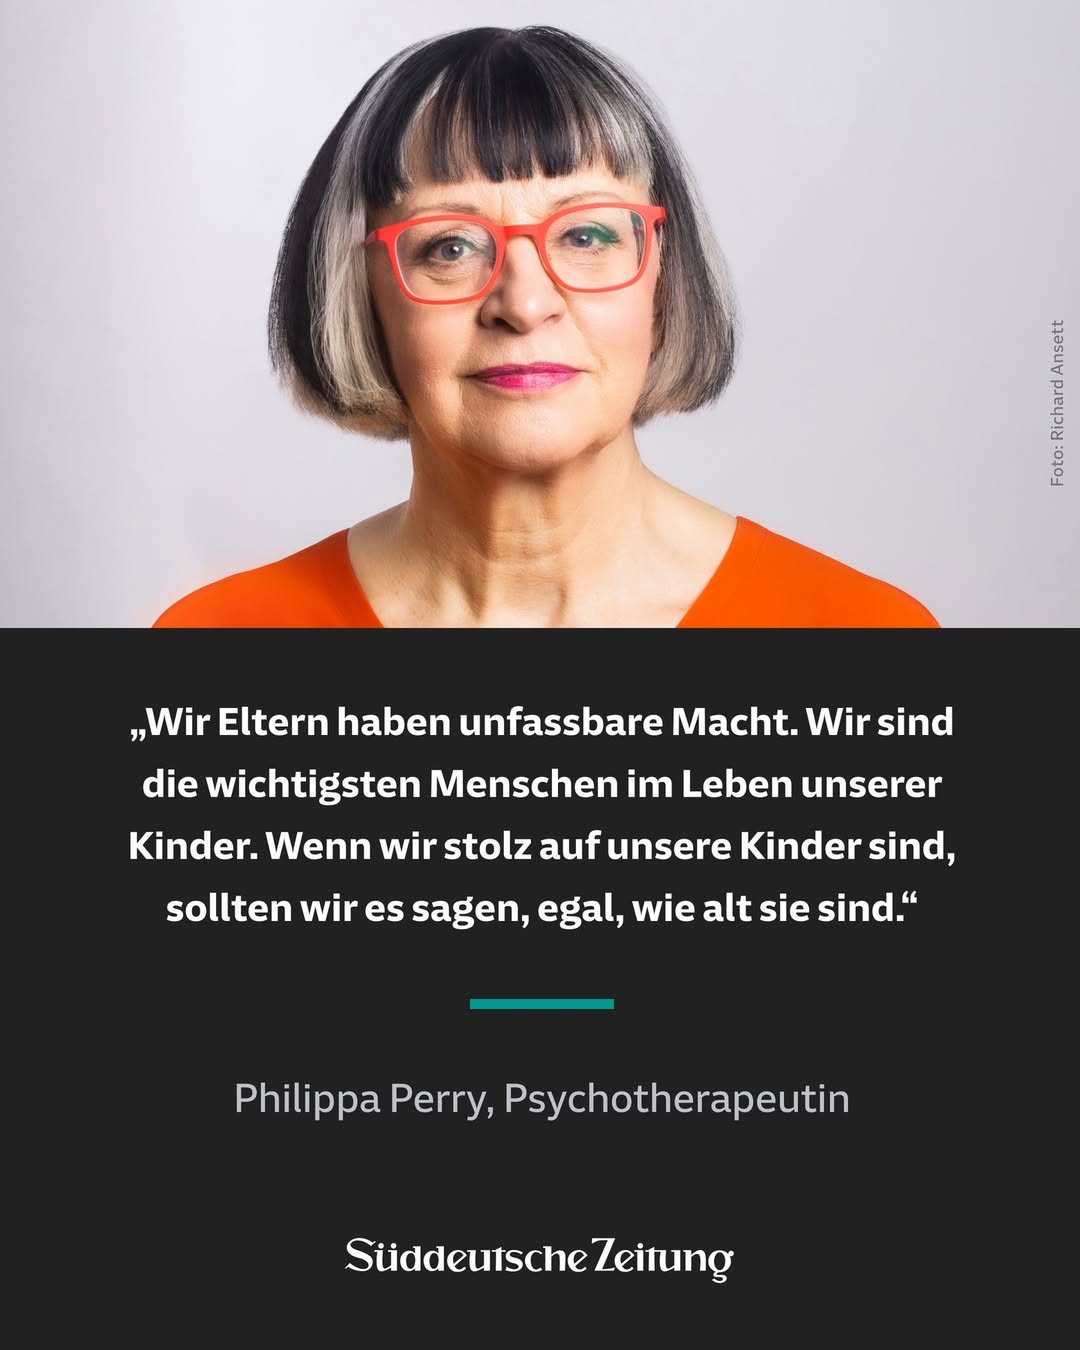 Foto: Richard Ansett
„Wir Eltern haben unfassbare Macht. Wir sind
die wichtigsten Menschen im Leben unserer
Kinder. Wenn wir stolz auf unsere Kinder sind,
sollten wir es sagen, egal, wie alt sie sind.“
Philippa Perry, Psychotherapeutin
Süddeutsche Zeitung